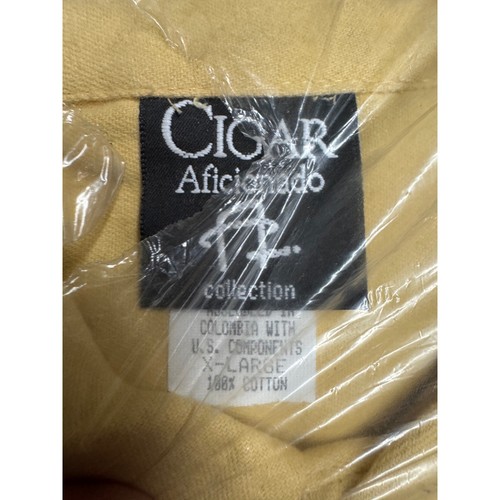 CIGAR
Aficionado
collection
ASSEMBLED IN
COLOMBIA WITH
U.S. COMPONENTS
X-LARGE
100% COTTON